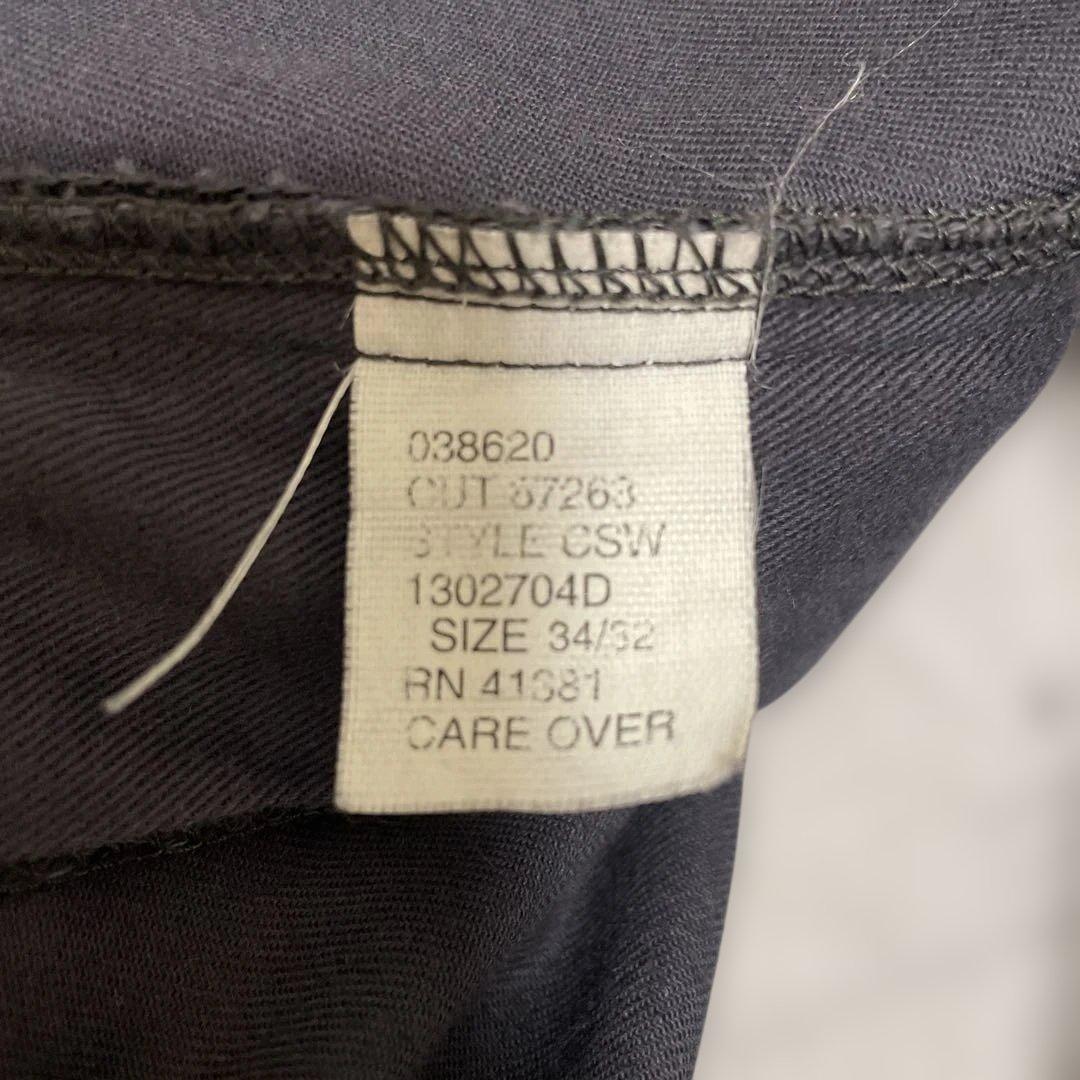 038620
CUT 67263
STYLE CSW
1302704D
SIZE 34/32
RN 41381
CARE OVER